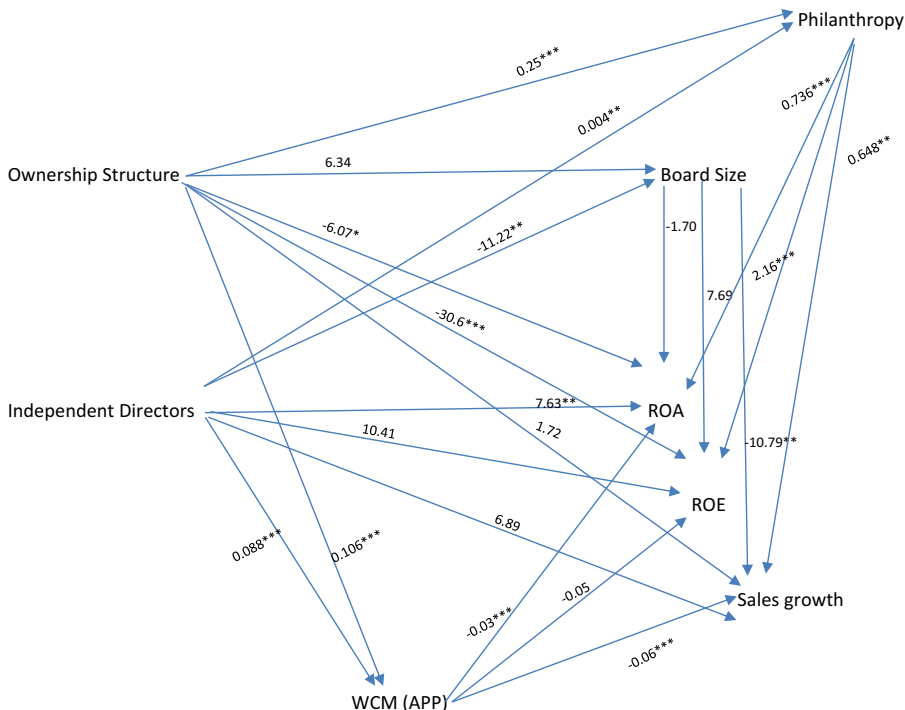 Philanthropy
0.25***
0.004**
0.736***
0.648**
6.34
Ownership Structure
Board Size
-6.07*
-11.22**
-1.70
2.16***
7.69
-30.6***
Independent Directors
7.63**
ROA
10.41
1.72
-10.79**
ROE
6.89
0.088***
0.106***
-0.05
-0.03***
Sales growth
-0.06***
WCM (APP)